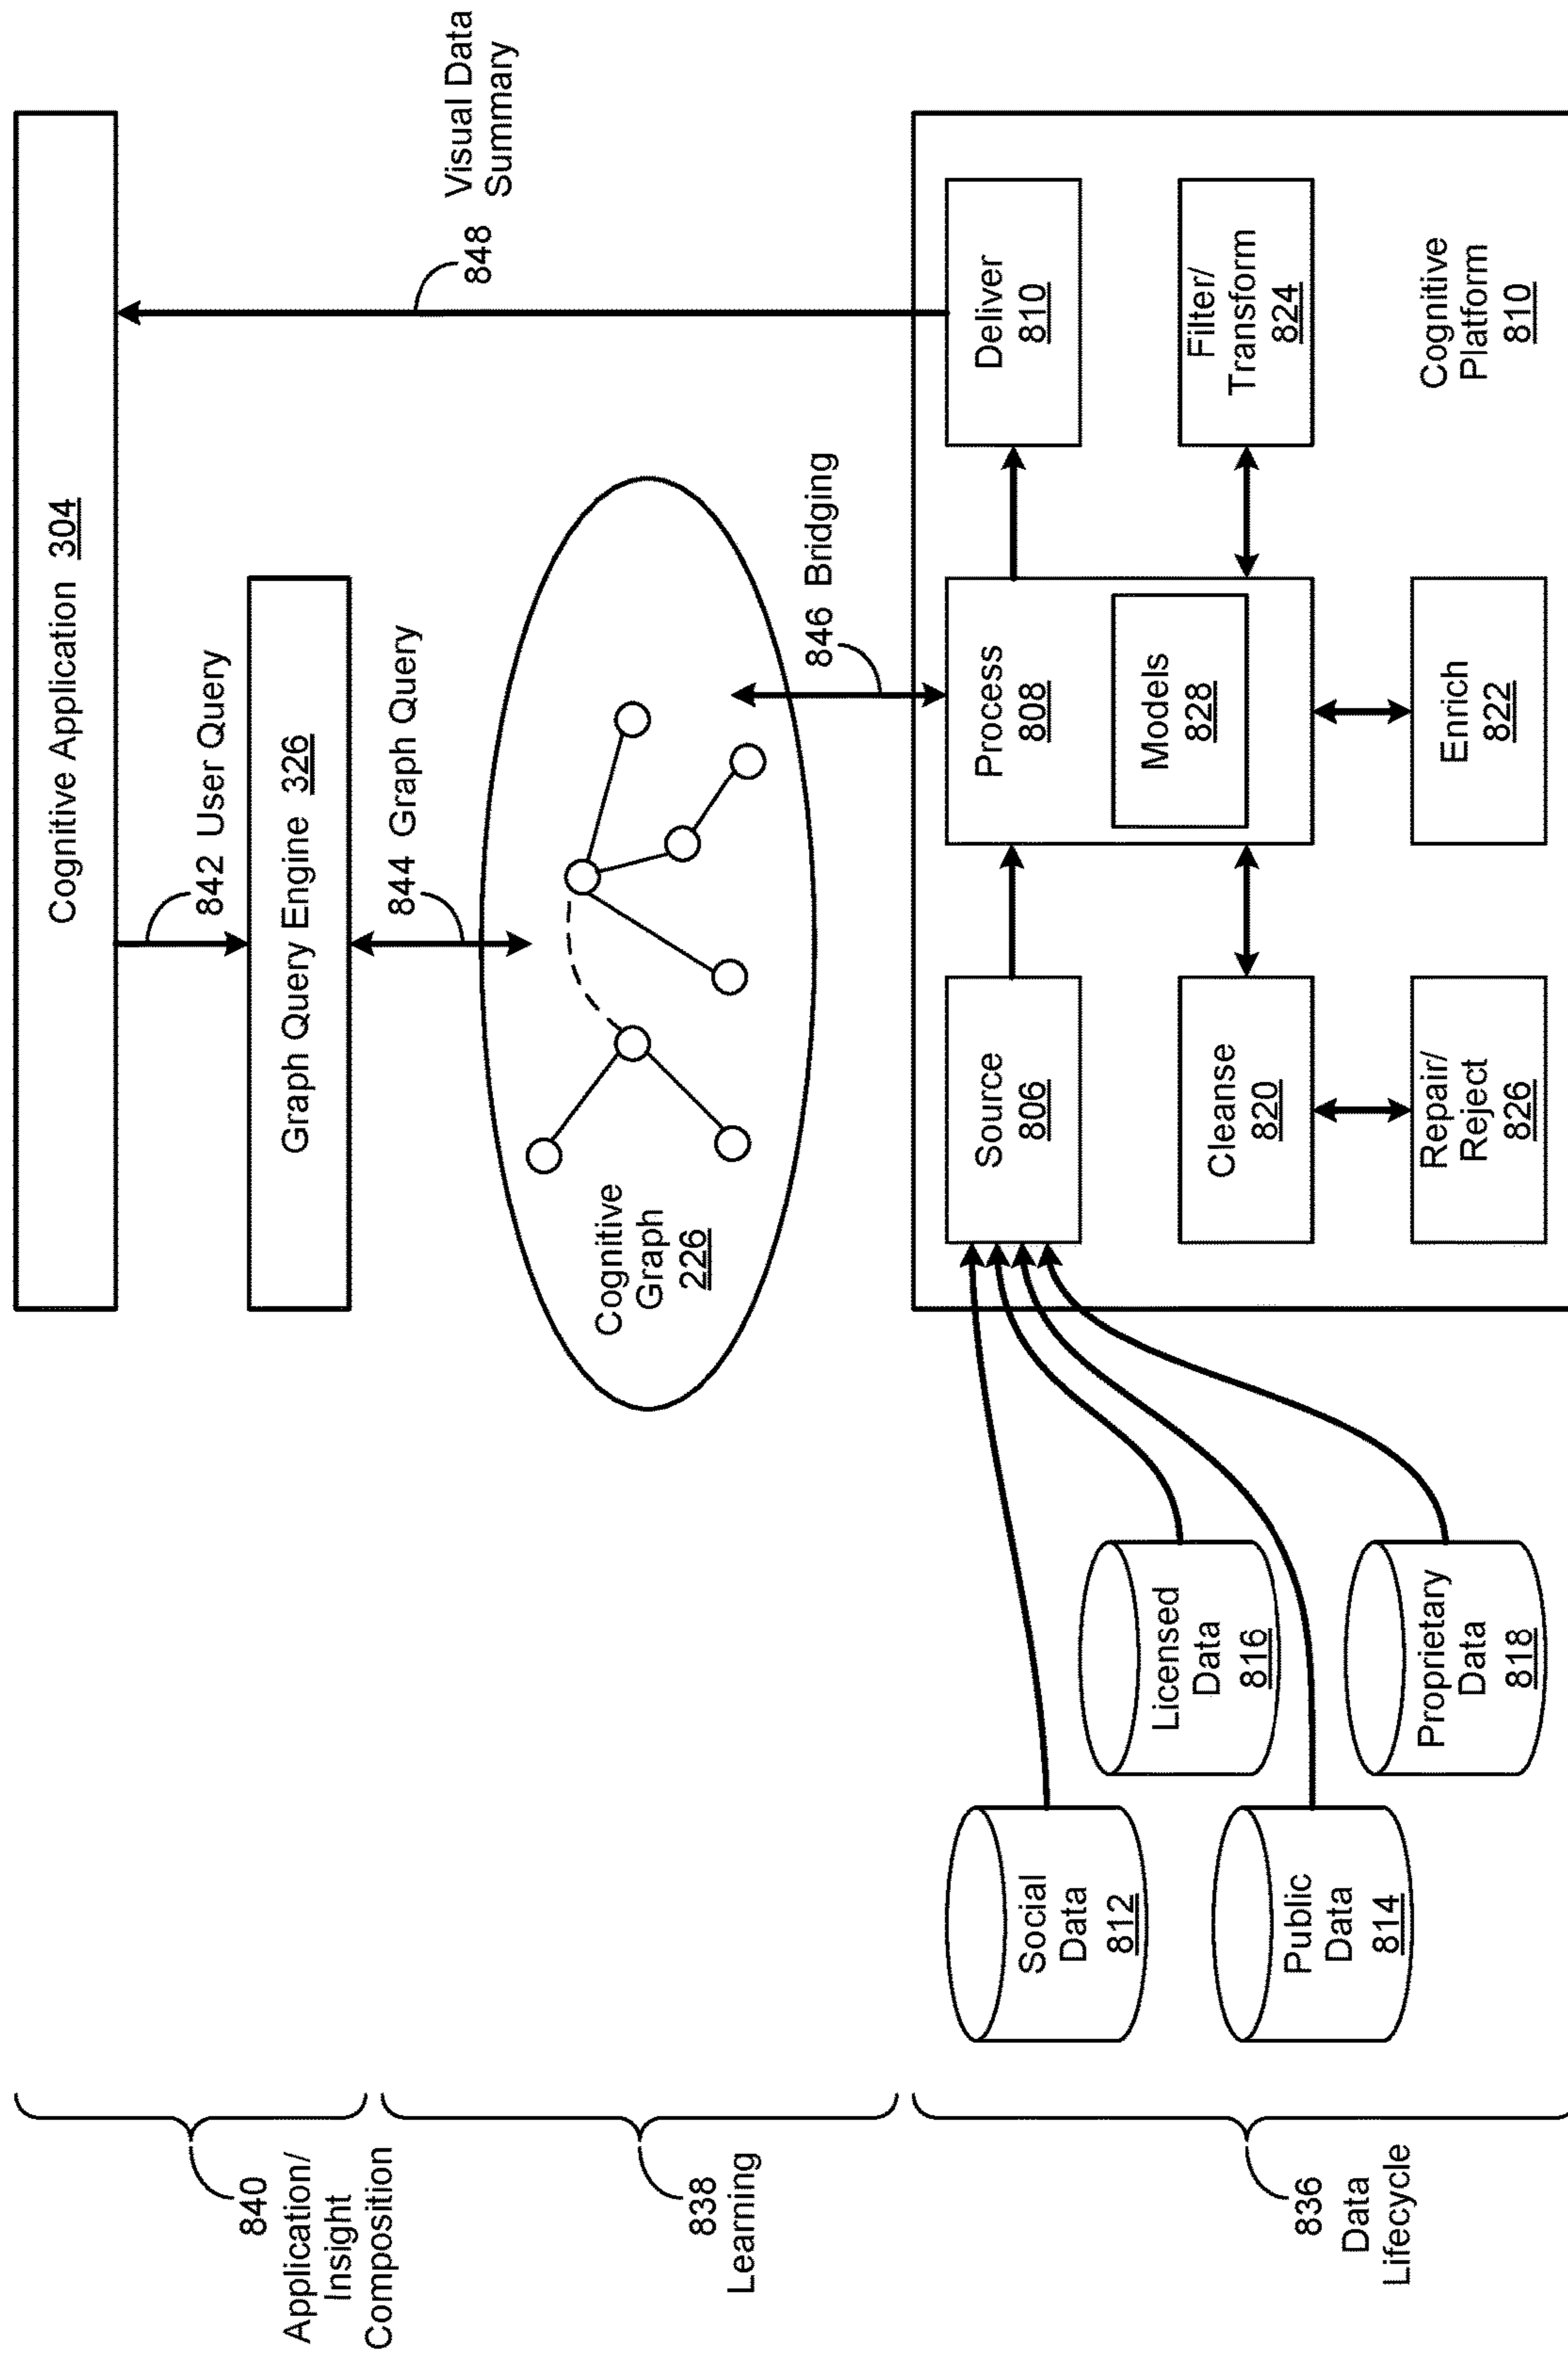 840
Application/
Insight
Composition
Cognitive Application 304
842 User Query
Graph Query Engine 326
844 Graph Query
838
Learning
Cognitive
Graph
226
846 Bridging
848
Visual Data
Summary
836
Data
Lifecycle
Social
Data
812
Public
Data
814
Licensed
Data
816
Proprietary
Data
818
Source
806
Process
808
Models
828
Deliver
810
Cleanse
820
Filter/
Transform
824
Repair/
Reject
826
Enrich
822
Cognitive
Platform
810